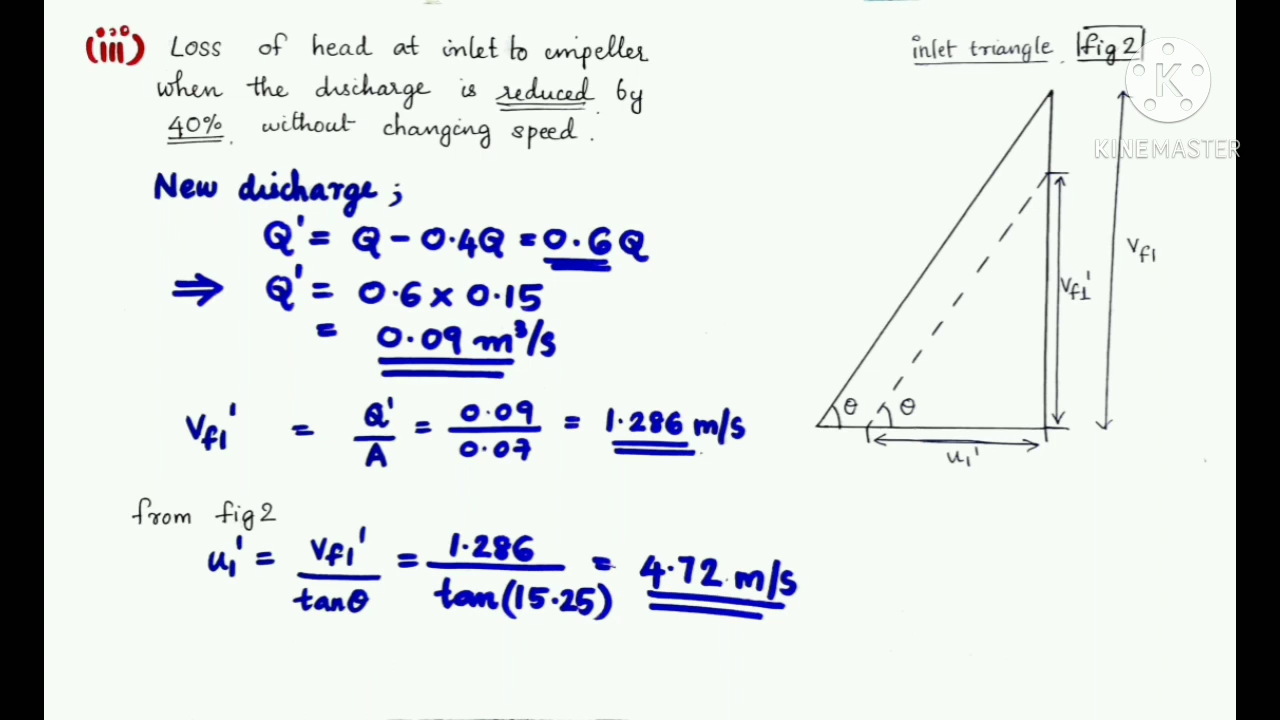 (iii) Loss of head at inlet to impeller
when the discharge is reduced by
40% without changing speed.
New discharge;
Q' = Q - 0.4Q = 0.6Q
⇒ Q' = 0.6 × 0.15
= 0.09 m³/s
Vf1' = Q'/A = 0.09/0.07 = 1.286 m/s
from fig 2
u1' = Vf1'/tanθ = 1.286/tan(15.25) = 4.72 m/s
inlet triangle. fig 2
K
KINEMASTER
Vf1
Vf1'
θ θ
u1'